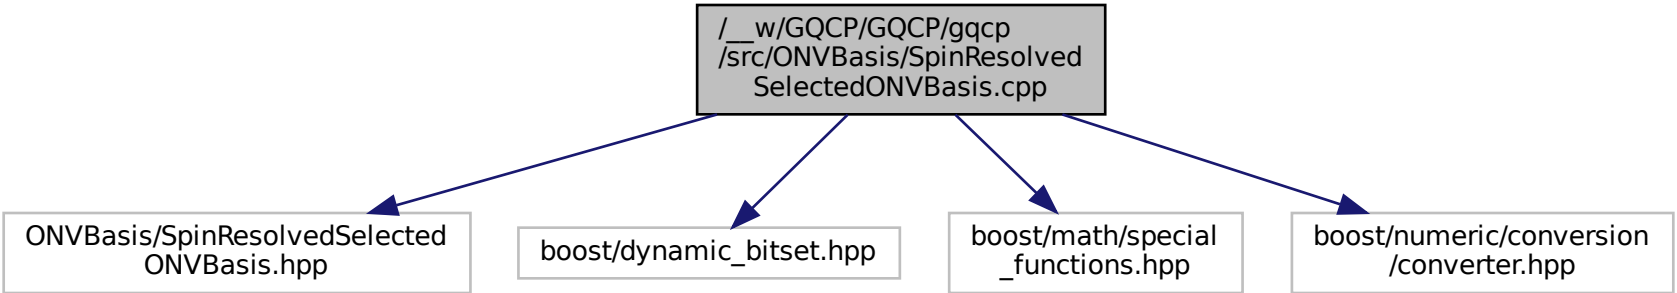 /__w/GQCP/GQCP/gqcp
/src/ONVBasis/SpinResolved
SelectedONVBasis.cpp
ONVBasis/SpinResolvedSelected
ONVBasis.hpp
boost/dynamic_bitset.hpp
boost/math/special
_functions.hpp
boost/numeric/conversion
/converter.hpp